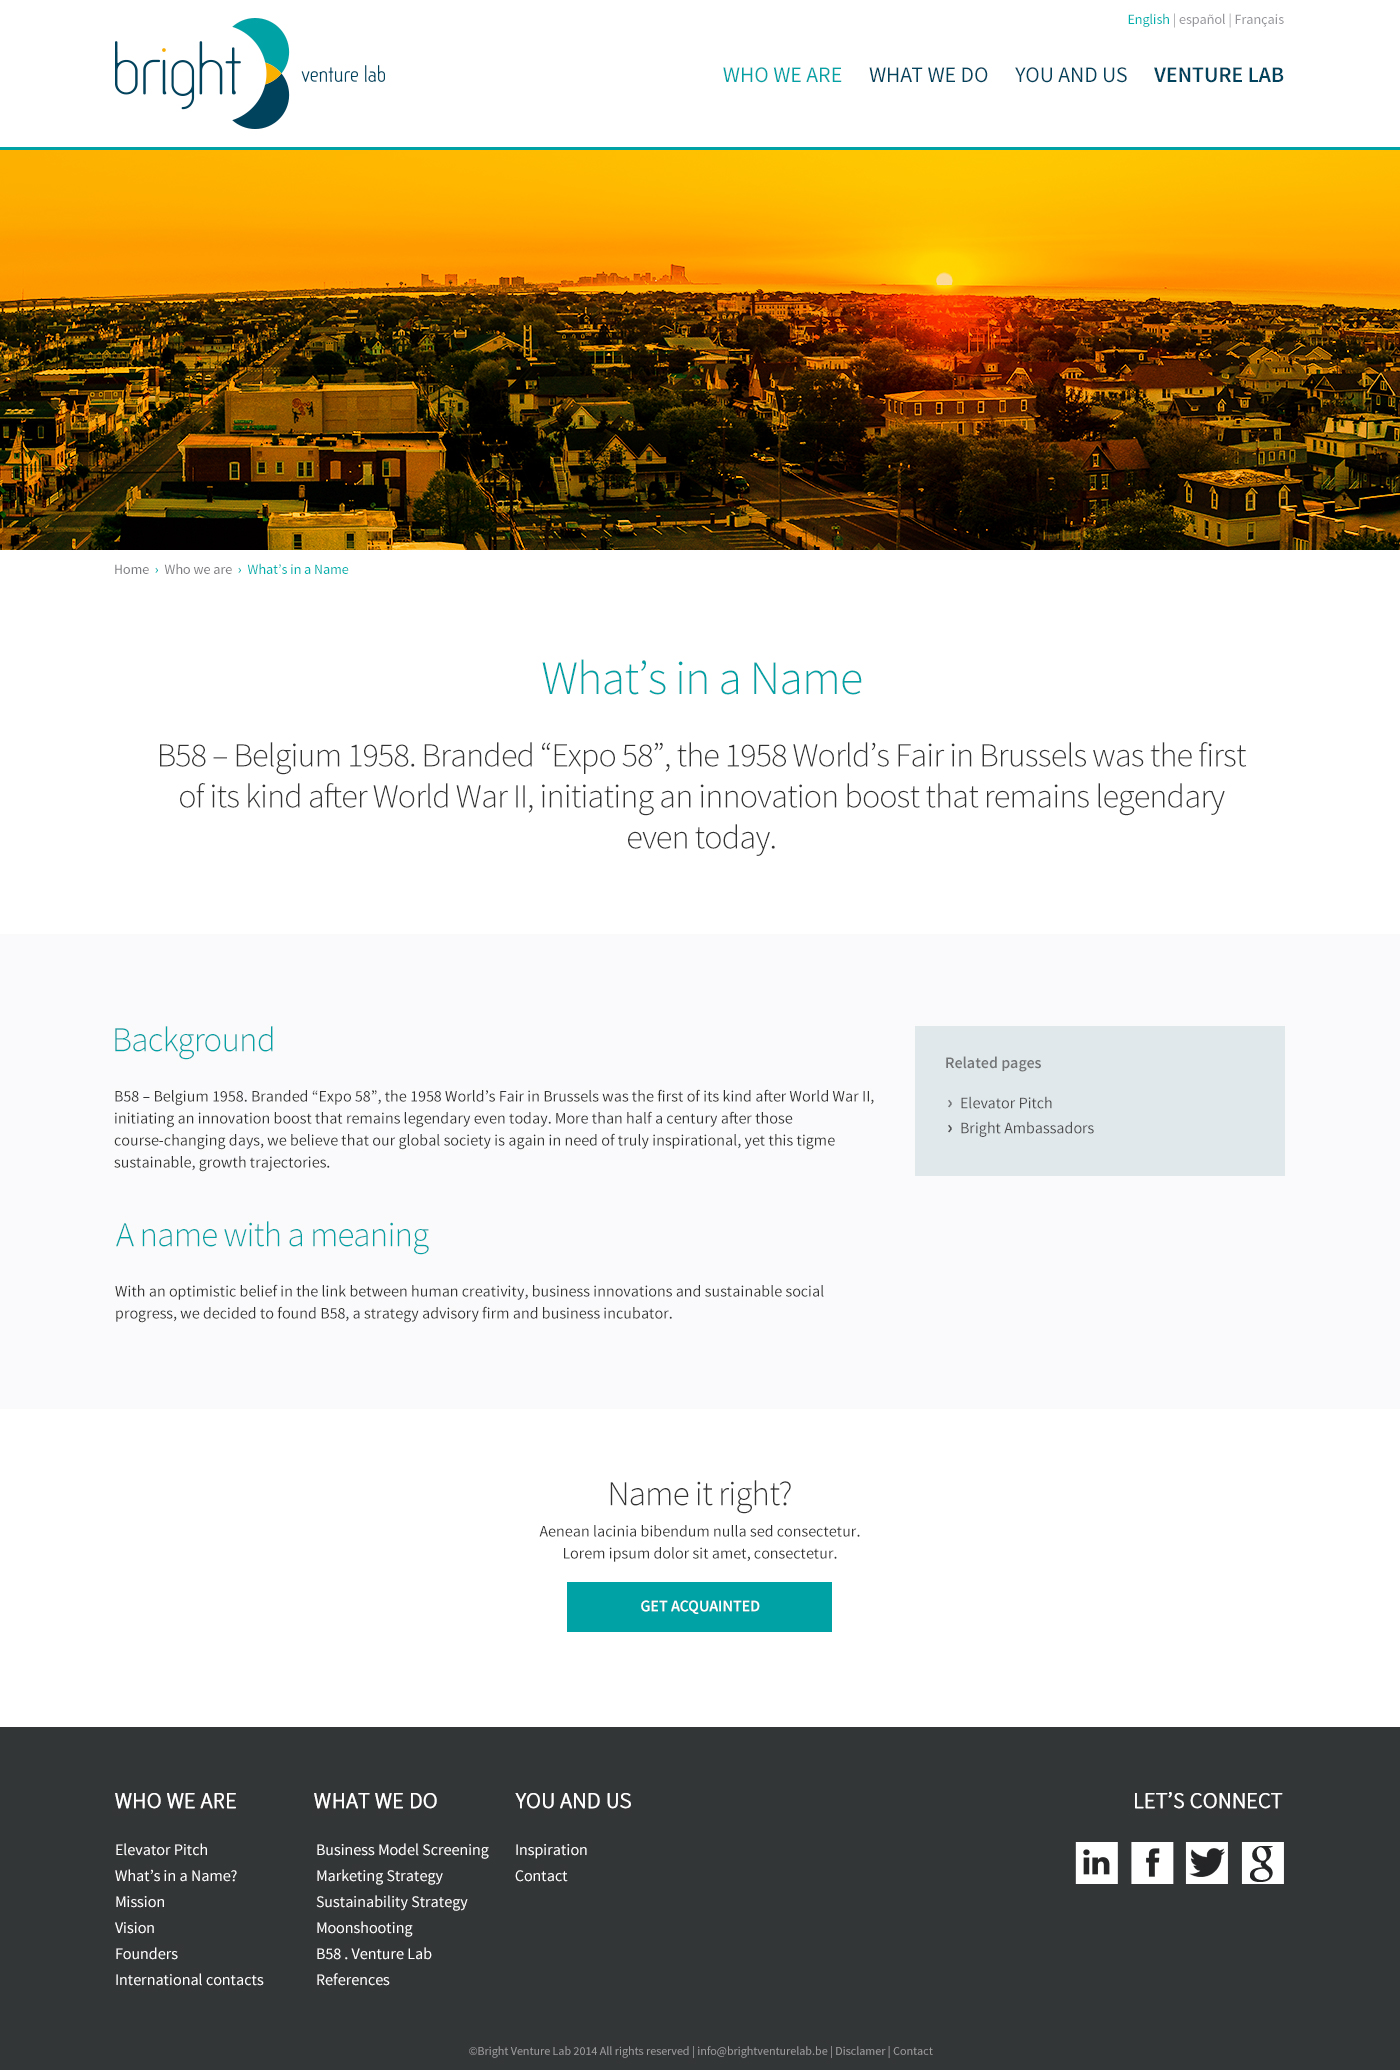 English | español | Français
bright venture lab
WHO WE ARE WHAT WE DO YOU AND US VENTURE LAB
Home › Who we are › What's in a Name
What's in a Name
B58 – Belgium 1958. Branded “Expo 58”, the 1958 World's Fair in Brussels was the first
of its kind after World War II, initiating an innovation boost that remains legendary
even today.
Background
B58 – Belgium 1958. Branded “Expo 58”, the 1958 World's Fair in Brussels was the first of its kind after World War II,
initiating an innovation boost that remains legendary even today. More than half a century after those
course-changing days, we believe that our global society is again in need of truly inspirational, yet this tigme
sustainable, growth trajectories.
Related pages
› Elevator Pitch
› Bright Ambassadors
A name with a meaning
With an optimistic belief in the link between human creativity, business innovations and sustainable social
progress, we decided to found B58, a strategy advisory firm and business incubator.
Name it right?
Aenean lacinia bibendum nulla sed consectetur.
Lorem ipsum dolor sit amet, consectetur.
GET ACQUAINTED
WHO WE ARE
Elevator Pitch
What's in a Name?
Mission
Vision
Founders
International contacts
WHAT WE DO
Business Model Screening
Marketing Strategy
Sustainability Strategy
Moonshooting
B58 . Venture Lab
References
YOU AND US
Inspiration
Contact
LET'S CONNECT
©Bright Venture Lab 2014 All rights reserved | info@brightventurelab.be | Disclamer | Contact